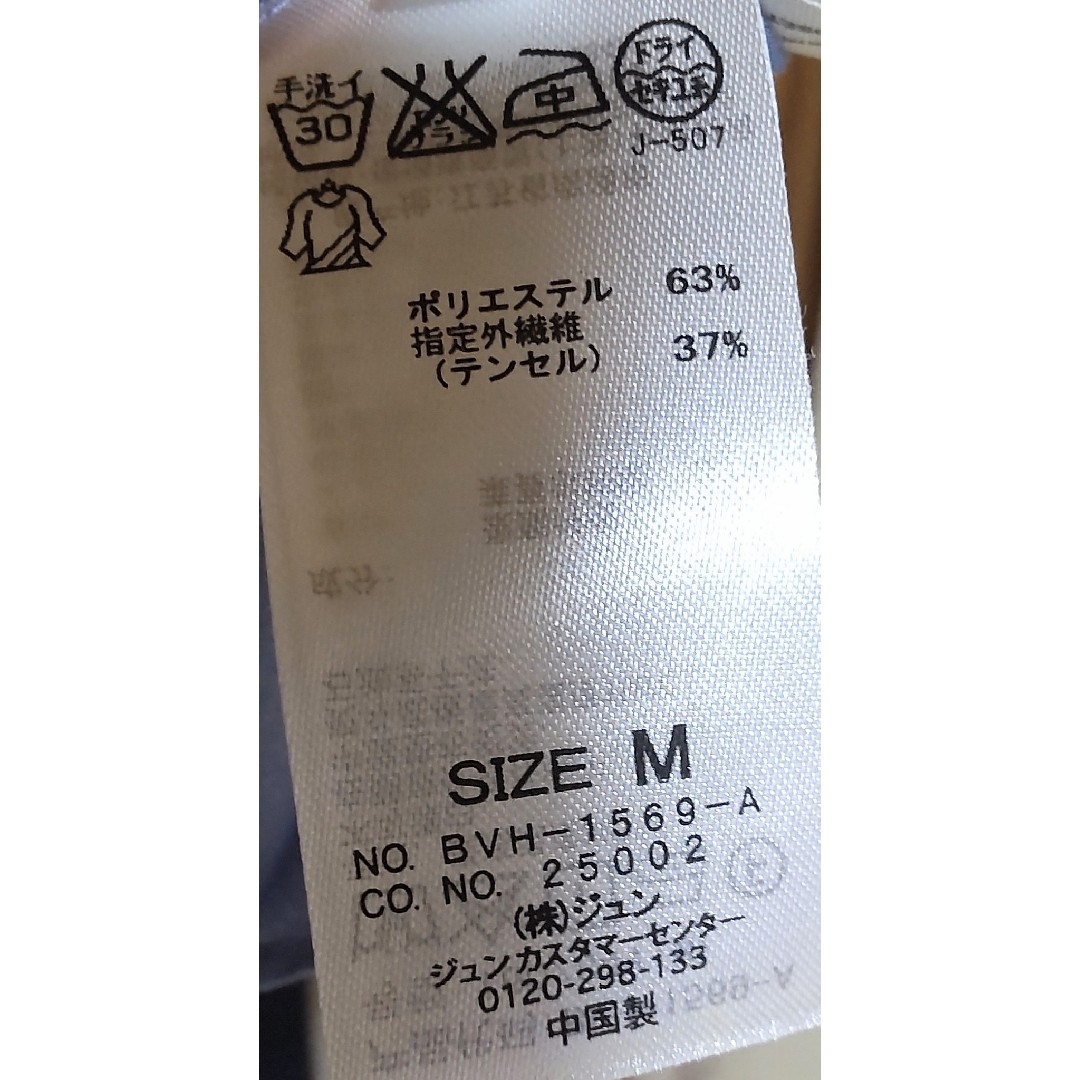 手洗イ
30
中
ドライ
セキユ系
J-507
ポリエステル 63%
指定外繊維
(テンセル) 37%
SIZE M
NO. BVH-1569-A
CO. NO. 25002
(株)ジュン
ジュンカスタマーセンター
0120-298-133
中国製